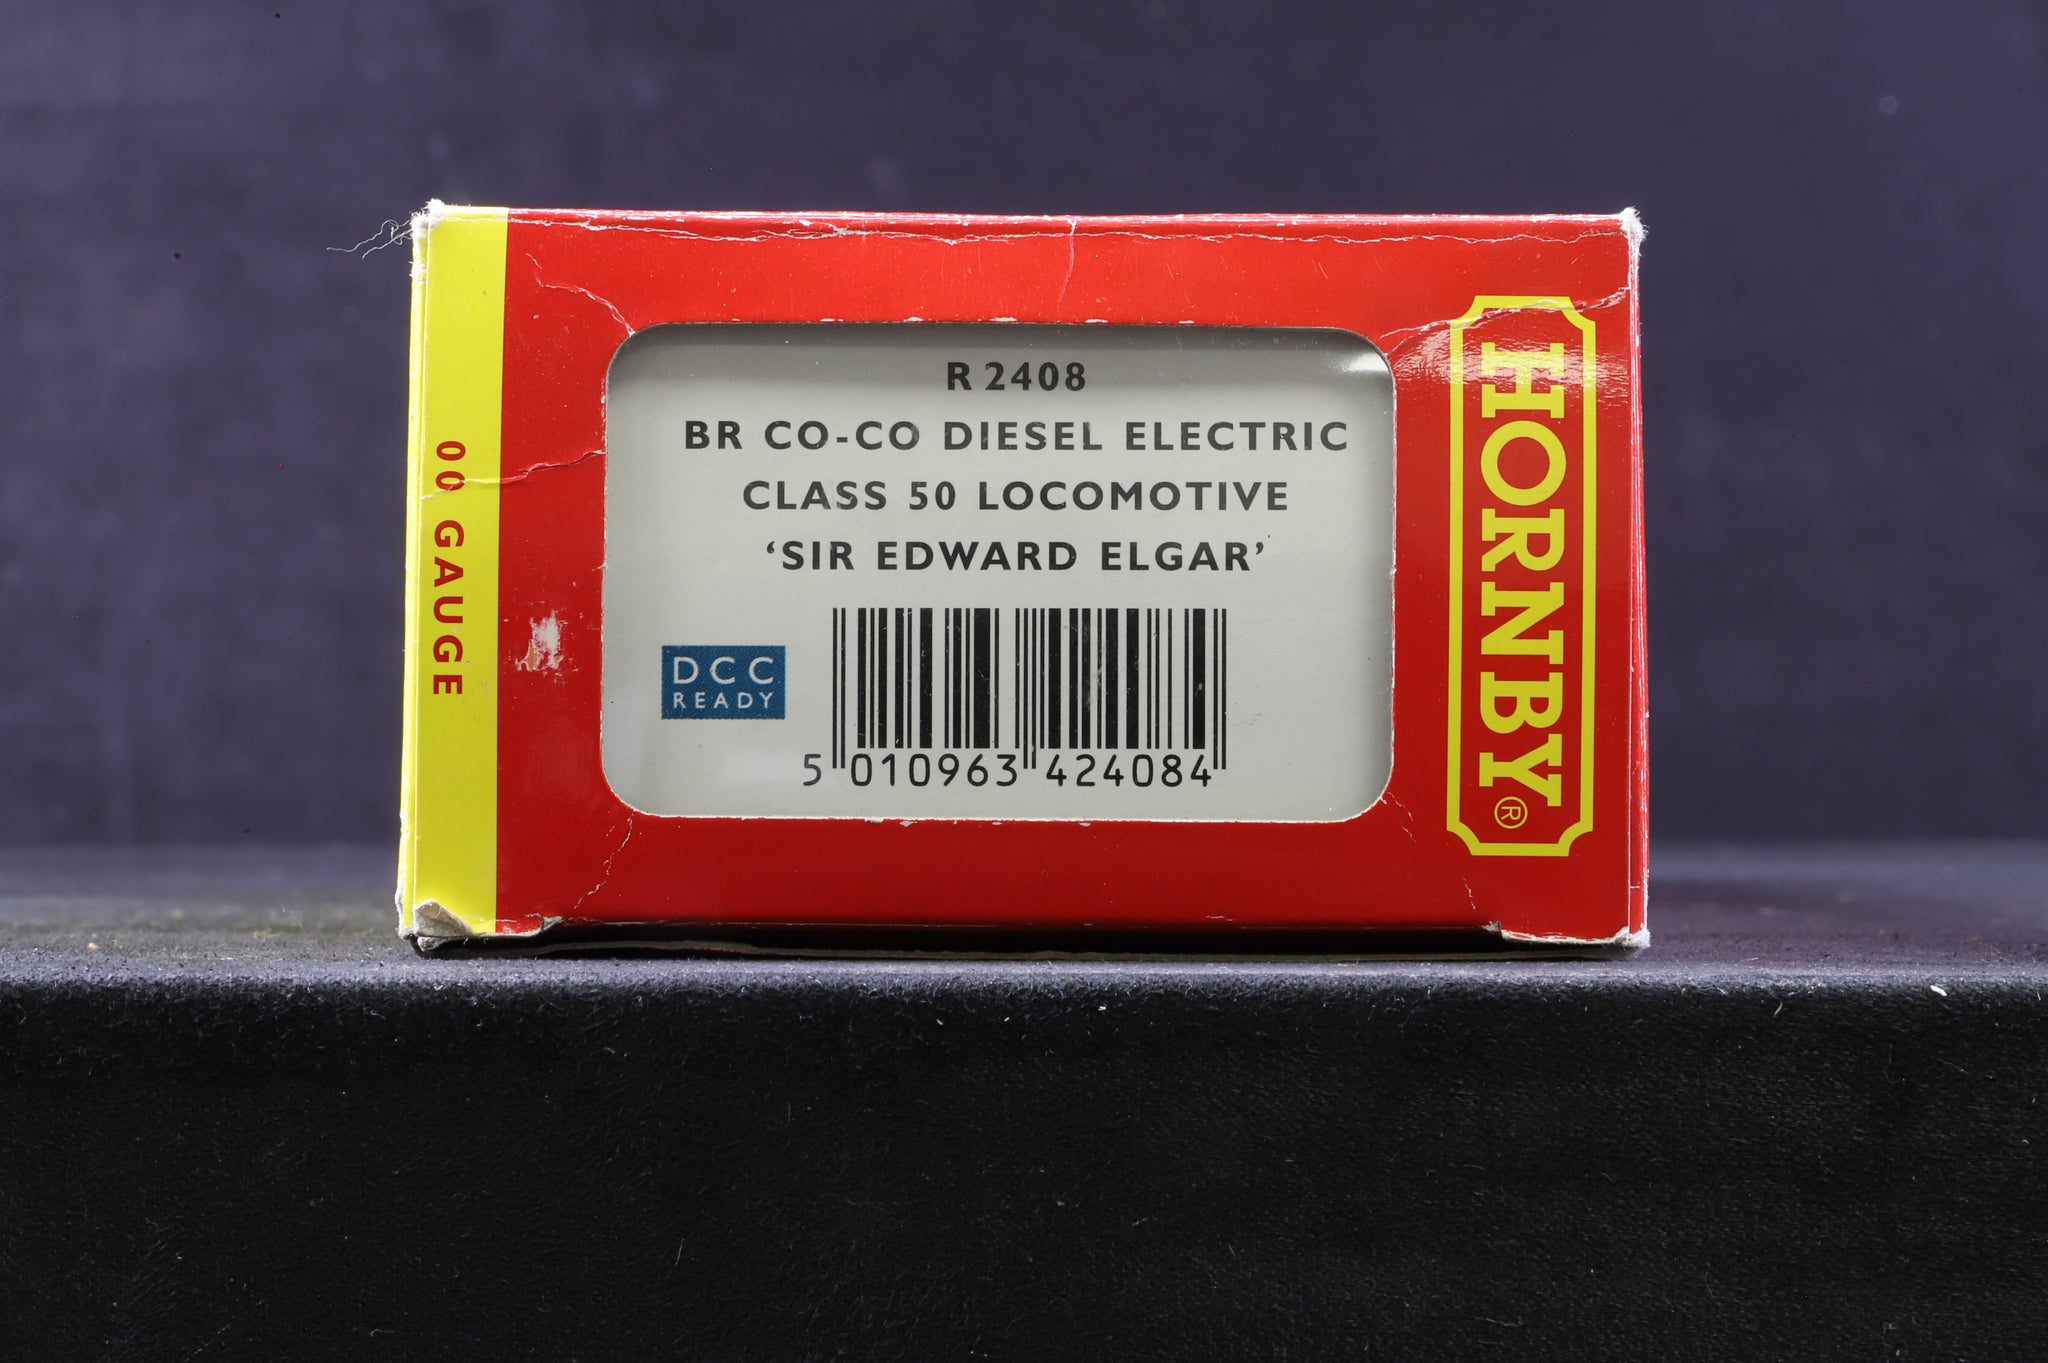 00 GAUGE
R 2408
BR CO-CO DIESEL ELECTRIC
CLASS 50 LOCOMOTIVE
‘SIR EDWARD ELGAR’
DCC
READY
5 010963 424084
HORNBY®